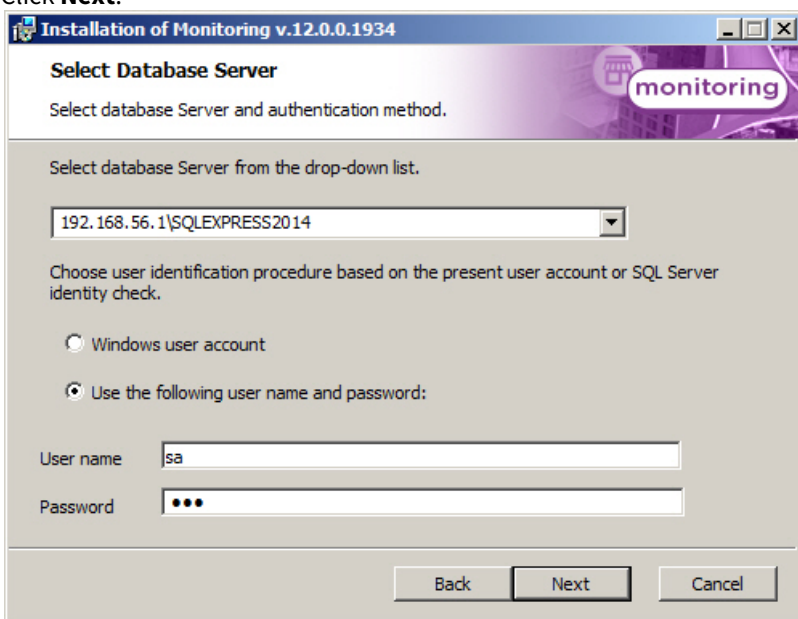 Click Next.
Installation of Monitoring v.12.0.0.1934
Select Database Server
Select database Server and authentication method.
monitoring
Select database Server from the drop-down list.
192.168.56.1\SQLEXPRESS2014
Choose user identification procedure based on the present user account or SQL Server
identity check.
Windows user account
Use the following user name and password:
User name
sa
Password
●●●
Back
Next
Cancel